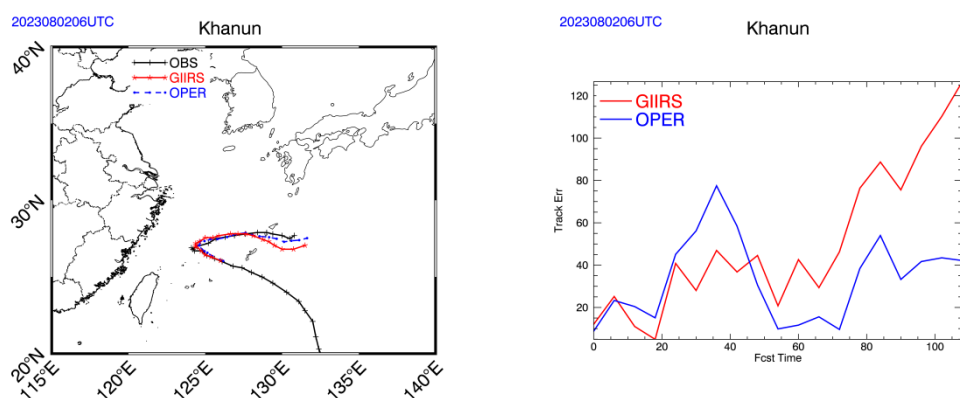 2023080206UTC
Khanun
40°N
30°N
20°N
115°E
120°E
125°E
130°E
135°E
140°E
OBS
GIIRS
OPER
2023080206UTC
Khanun
GIIRS
OPER
Track Err
120
100
80
60
40
20
0
20
40
60
80
100
Fcst Time